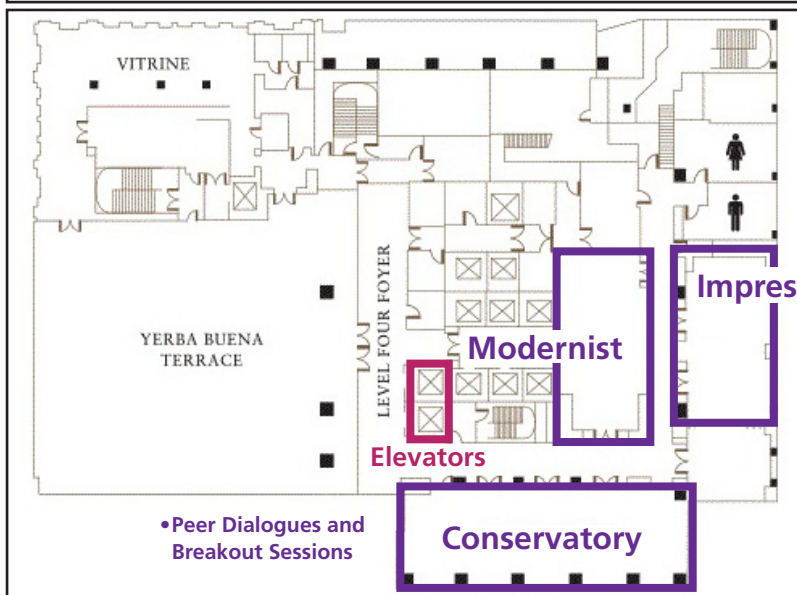 VITRINE
Impres
YERBA BUENA
TERRACE
LEVEL FOUR FOYER
Modernist
Elevators
•Peer Dialogues and
Breakout Sessions
Conservatory